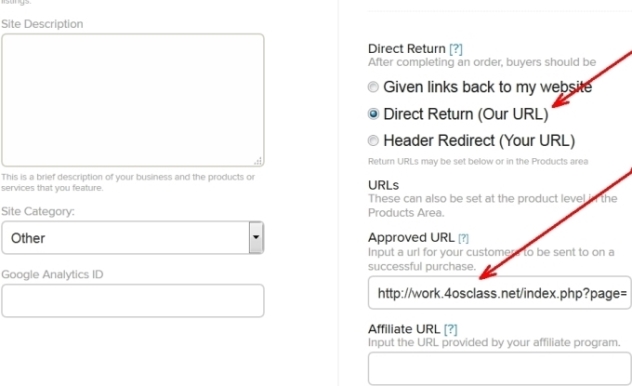 listings.
Site Description
This is a brief description of your business and the products or
services that you feature.
Site Category:
Other
Google Analytics ID
Direct Return [?]
After completing an order, buyers should be
Given links back to my website
Direct Return (Our URL)
Header Redirect (Your URL)
Return URLs may be set below or in the Products area
URLs
These can also be set at the product level in the
Products Area.
Approved URL [?]
Input a url for your customers to be sent to on a
successful purchase.
http://work.4osclass.net/index.php?page=
Affiliate URL [?]
Input the URL provided by your affiliate program.